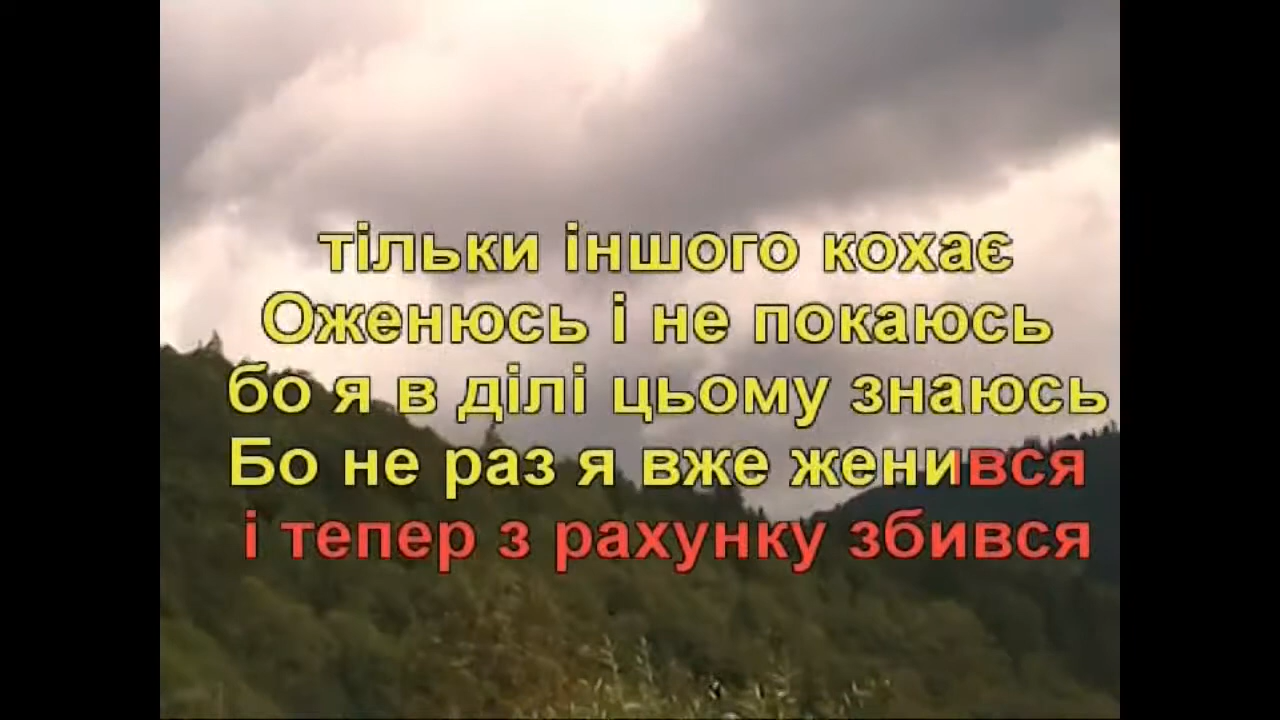 тільки іншого кохає
Оженюсь і не покаюсь
бо я в ділі цьому знаюсь
Бо не раз я вже женився
і тепер з рахунку збився